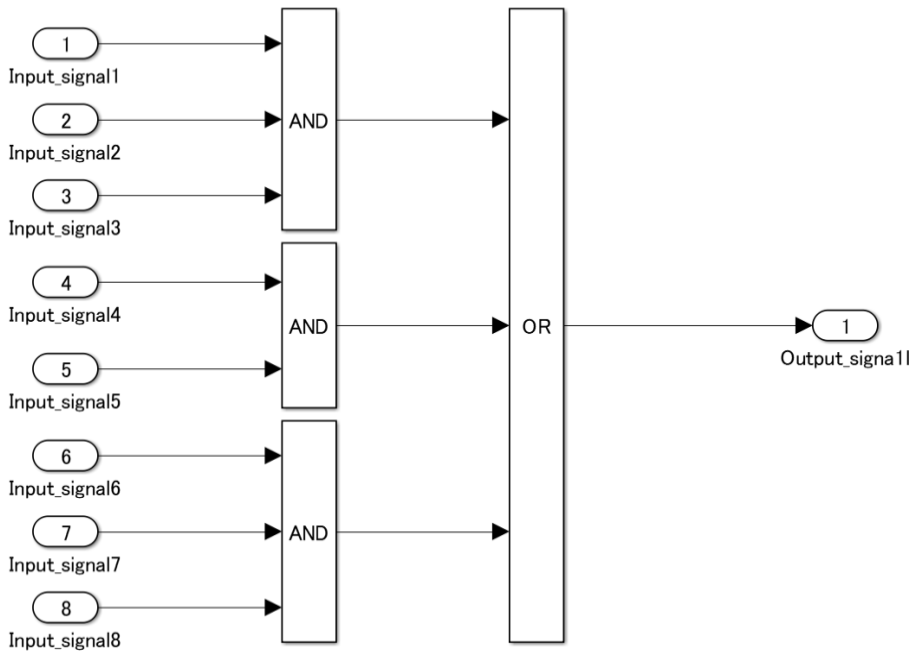 1
Input_signal1
2
Input_signal2
3
Input_signal3
AND
4
Input_signal4
5
Input_signal5
AND
6
Input_signal6
7
Input_signal7
8
Input_signal8
AND
OR
1
Output_signa1l